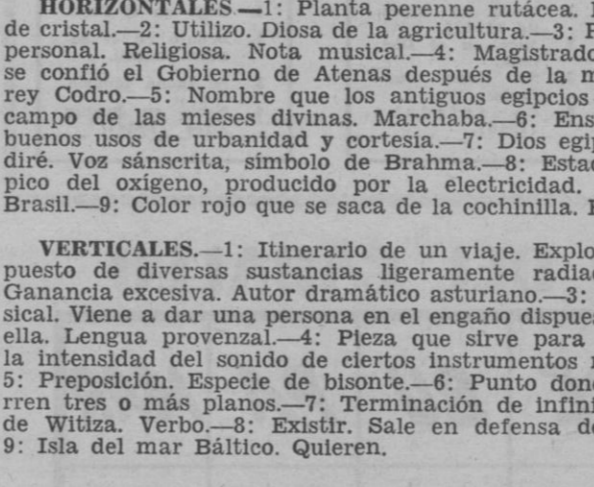 HORIZONTALES.—1: Planta perenne rutácea.
de cristal.—2: Utilizo. Diosa de la agricultura.—3:
personal. Religiosa. Nota musical.—4: Magistrado
se confió el Gobierno de Atenas después de la m
rey Codro.—5: Nombre que los antiguos egipcios
campo de las mieses divinas. Marchaba.—6: Ens
buenos usos de urbanidad y cortesía.—7: Dios egi
diré. Voz sánscrita, símbolo de Brahma.—8: Esta
pico del oxígeno, producido por la electricidad.
Brasil.—9: Color rojo que se saca de la cochinilla.
VERTICALES.—1: Itinerario de un viaje. Explo
puesto de diversas sustancias ligeramente radia
Ganancia excesiva. Autor dramático asturiano.—3:
sical. Viene a dar una persona en el engaño dispue
ella. Lengua provenzal.—4: Pieza que sirve para
la intensidad del sonido de ciertos instrumentos
5: Preposición. Especie de bisonte.—6: Punto don
rren tres o más planos.—7: Terminación de infini
de Witiza. Verbo.—8: Existir. Sale en defensa d
9: Isla del mar Báltico. Quieren.